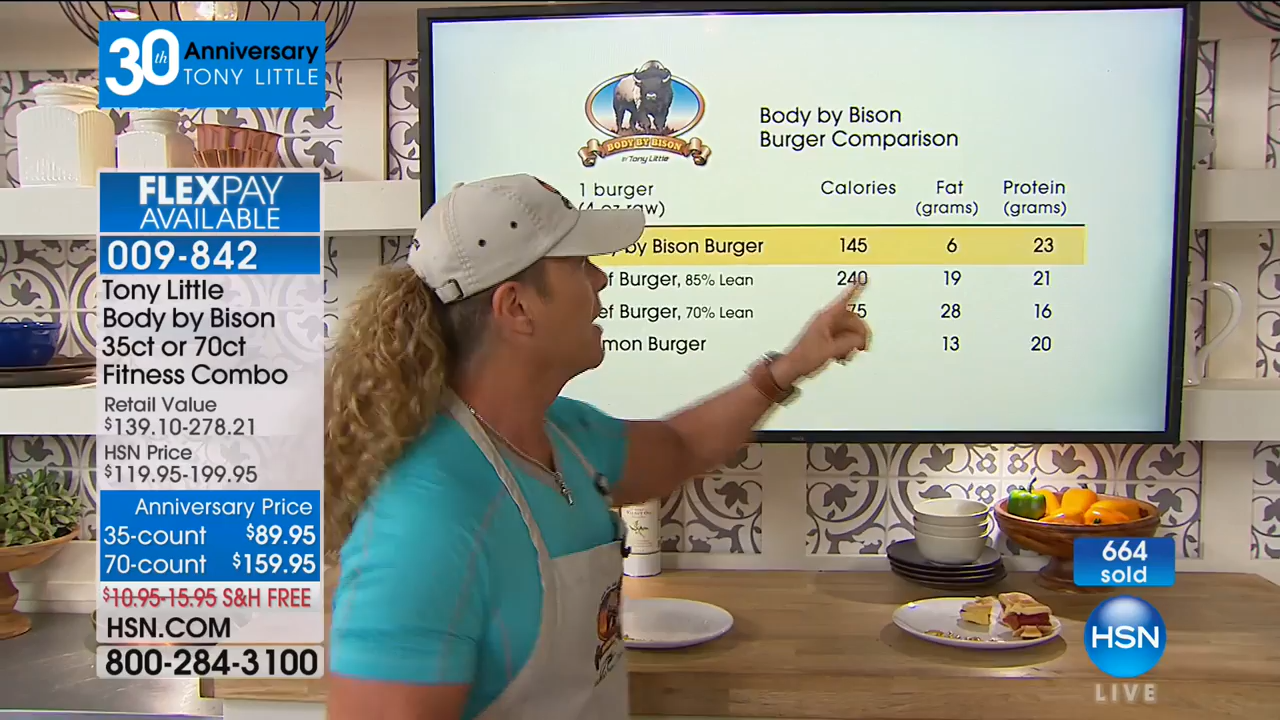 30th Anniversary
TONY LITTLE
FLEXPAY
AVAILABLE
009-842
Tony Little
Body by Bison
35ct or 70ct
Fitness Combo
Retail Value
$139.10-278.21
HSN Price
$119.95-199.95
Anniversary Price
35-count $89.95
70-count $159.95
$10.95-15.95 S&H FREE
HSN.COM
800-284-3100
BODY BY BISON
BY Tony Little
Body by Bison
Burger Comparison
1 burger Calories Fat Protein
(4 oz raw) (grams) (grams)
by Bison Burger 145 6 23
Burger, 85% Lean 240 19 21
Burger, 70% Lean 28 16
Burger 13 20
664
sold
HSN
LIVE